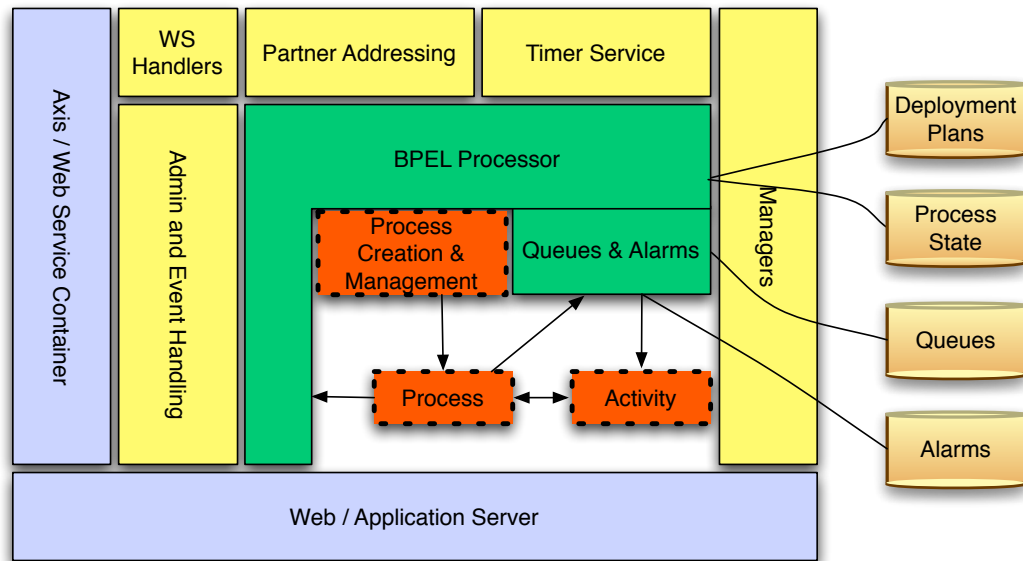 WS
Handlers
Partner Addressing
Timer Service
Axis / Web Service Container
Admin and Event Handling
BPEL Processor
Managers
Process
Creation &
Management
Queues & Alarms
Process
Activity
Web / Application Server
Deployment
Plans
Process
State
Queues
Alarms